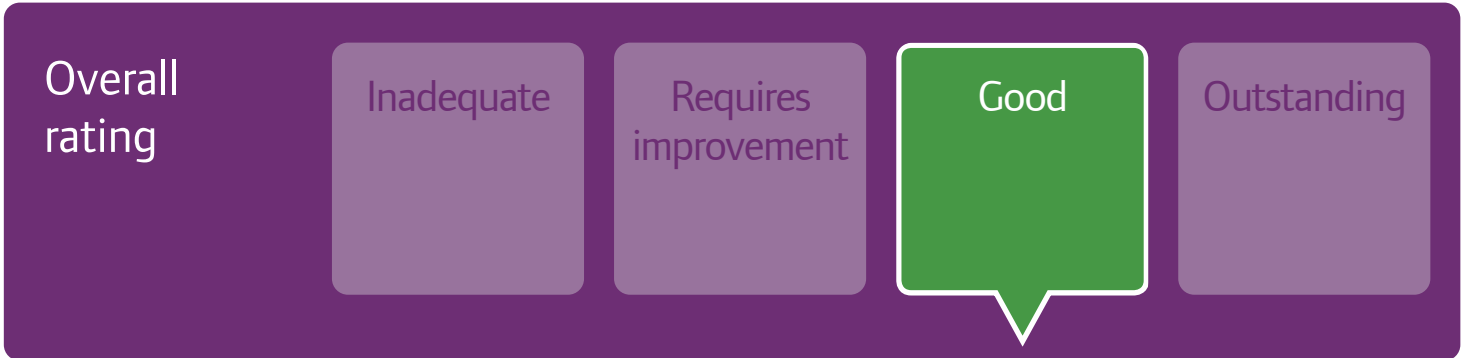 Overall
rating
Inadequate
Requires
improvement
Good
Outstanding